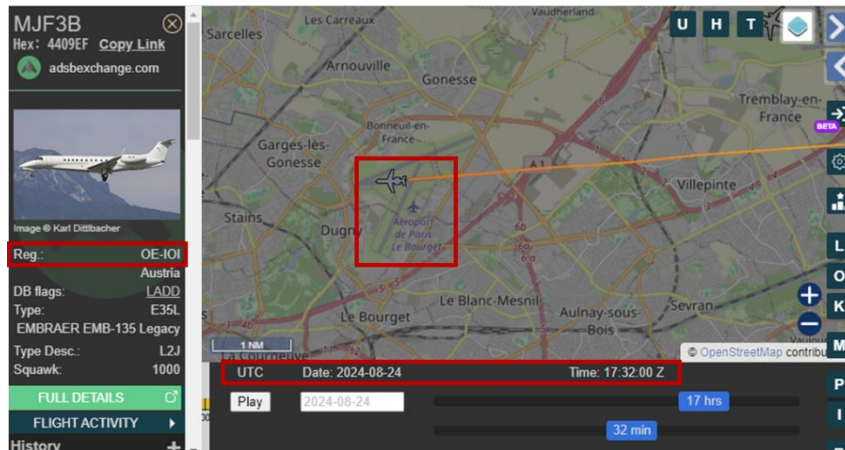 MJF3B
Hex: 4409EF Copy Link
adsbexchange.com
Image © Karl Dittlbacher
Reg.: OE-IOI
Austria
DB flags: LADD
Type: E35L
EMBRAER EMB-135 Legacy
Type Desc.: L2J
Squawk: 1000
FULL DETAILS
FLIGHT ACTIVITY
History +
Sarcelles
Les Carreaux
Vaudherland
U H T
Arnouville
Gonesse
Tremblay-en-
France
BETA
Bonneuil-en-
France
Garges-lès-
Gonesse
A 1
Villepinte
Stains
Dugny
Aéroport
de Paris
- Le Bourget
L
O
K
M
P
I
Le Bourget
Le Blanc-Mesnil
Aulnay-sous-
Bois
Sevran
1 NM
La Courneuve
© OpenStreetMap contribu
UTC Date: 2024-08-24 Time: 17:32:00 Z
Play 2024-08-24 17 hrs
32 min